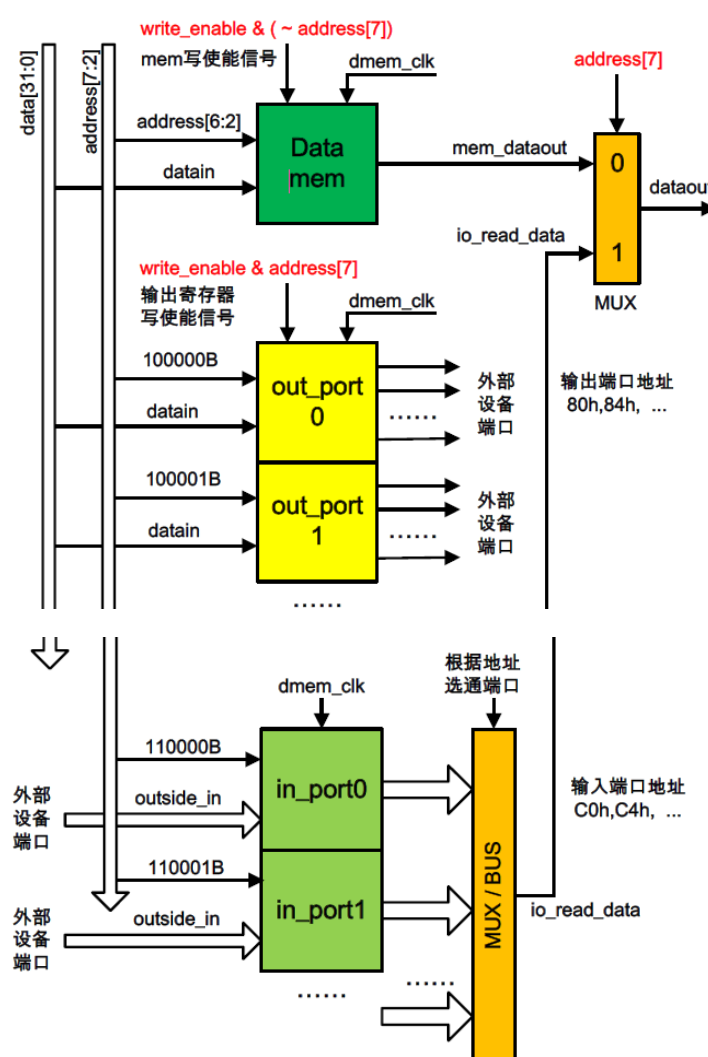 data[31:0]
address[7:2]
write_enable & ( ~ address[7])
mem写使能信号
dmem_clk
address[7]
address[6:2]
datain
Data
mem
mem_dataout
0
dataout
io_read_data
1
MUX
write_enable & address[7]
输出寄存器
写使能信号
dmem_clk
100000B
datain
out_port
0
......
外部
设备
端口
输出端口地址
80h,84h, ...
100001B
datain
out_port
1
......
外部
设备
端口
......
根据地址
选通端口
dmem_clk
110000B
外部
设备
端口
outside_in
in_port0
输入端口地址
C0h,C4h, ...
110001B
外部
设备
端口
outside_in
in_port1
MUX / BUS
io_read_data
......
......